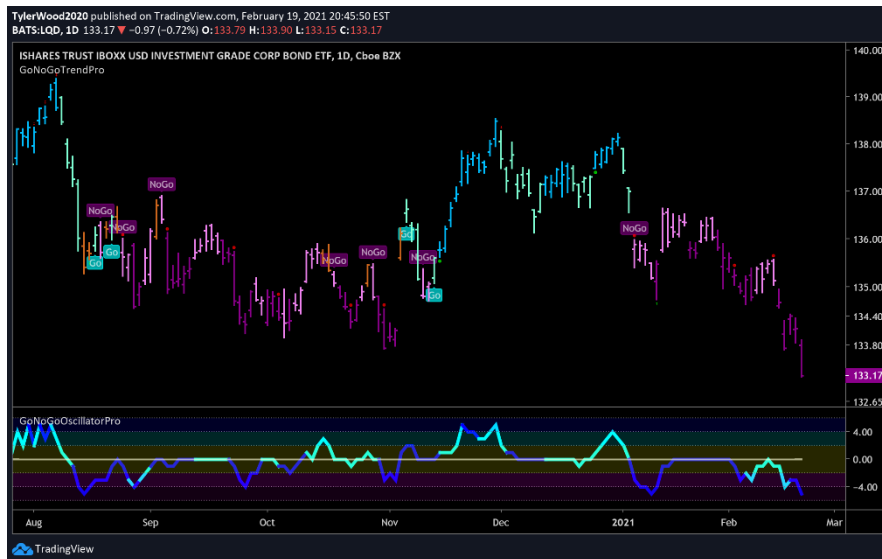 TylerWood2020 published on TradingView.com, February 19, 2021 20:45:50 EST
BATS:LQD, 1D 133.17 ▼ −0.97 (−0.72%) O:133.79 H:133.90 L:133.15 C:133.17
ISHARES TRUST IBOXX USD INVESTMENT GRADE CORP BOND ETF, 1D, Cboe BZX
GoNoGoTrendPro
140.00
139.00
138.00
137.00
136.00
135.00
134.40
133.80
133.17
132.65
NoGo
NoGo
NoGo
Go
Go
NoGo
NoGo
Go
NoGo
Go
NoGo
GoNoGoOscillatorPro
4.00
0.00
−4.00
Aug Sep Oct Nov Dec 2021 Feb Mar
TradingView